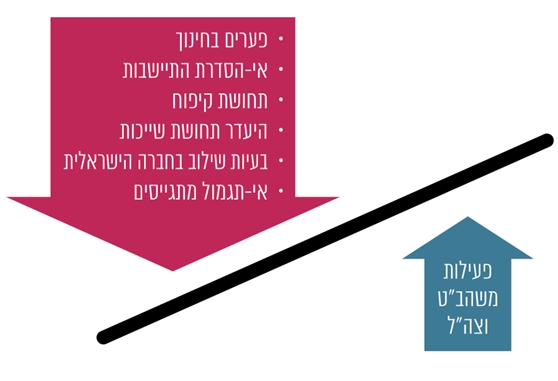 • פערים בחינוך
• אי-הסדרת התיישבות
• תחושת קיפוח
• היעדר תחושת שייכות
• בעיות שילוב בחברה הישראלית
• אי-תגמול מתגייסים
פעילות
משהב"ט
וצה"ל